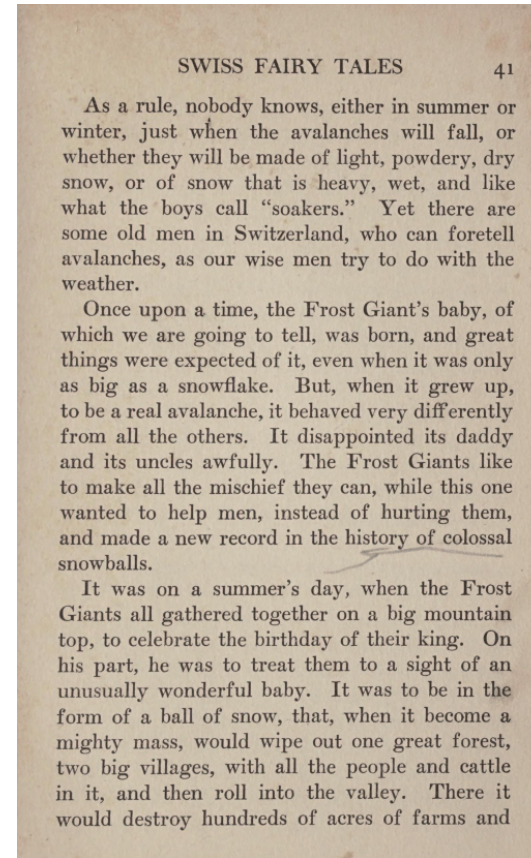 SWISS FAIRY TALES 41
As a rule, nobody knows, either in summer or
winter, just when the avalanches will fall, or
whether they will be made of light, powdery, dry
snow, or of snow that is heavy, wet, and like
what the boys call “soakers.” Yet there are
some old men in Switzerland, who can foretell
avalanches, as our wise men try to do with the
weather.
Once upon a time, the Frost Giant’s baby, of
which we are going to tell, was born, and great
things were expected of it, even when it was only
as big as a snowflake. But, when it grew up,
to be a real avalanche, it behaved very differently
from all the others. It disappointed its daddy
and its uncles awfully. The Frost Giants like
to make all the mischief they can, while this one
wanted to help men, instead of hurting them,
and made a new record in the history of colossal
snowballs.
It was on a summer’s day, when the Frost
Giants all gathered together on a big mountain
top, to celebrate the birthday of their king. On
his part, he was to treat them to a sight of an
unusually wonderful baby. It was to be in the
form of a ball of snow, that, when it become a
mighty mass, would wipe out one great forest,
two big villages, with all the people and cattle
in it, and then roll into the valley. There it
would destroy hundreds of acres of farms and